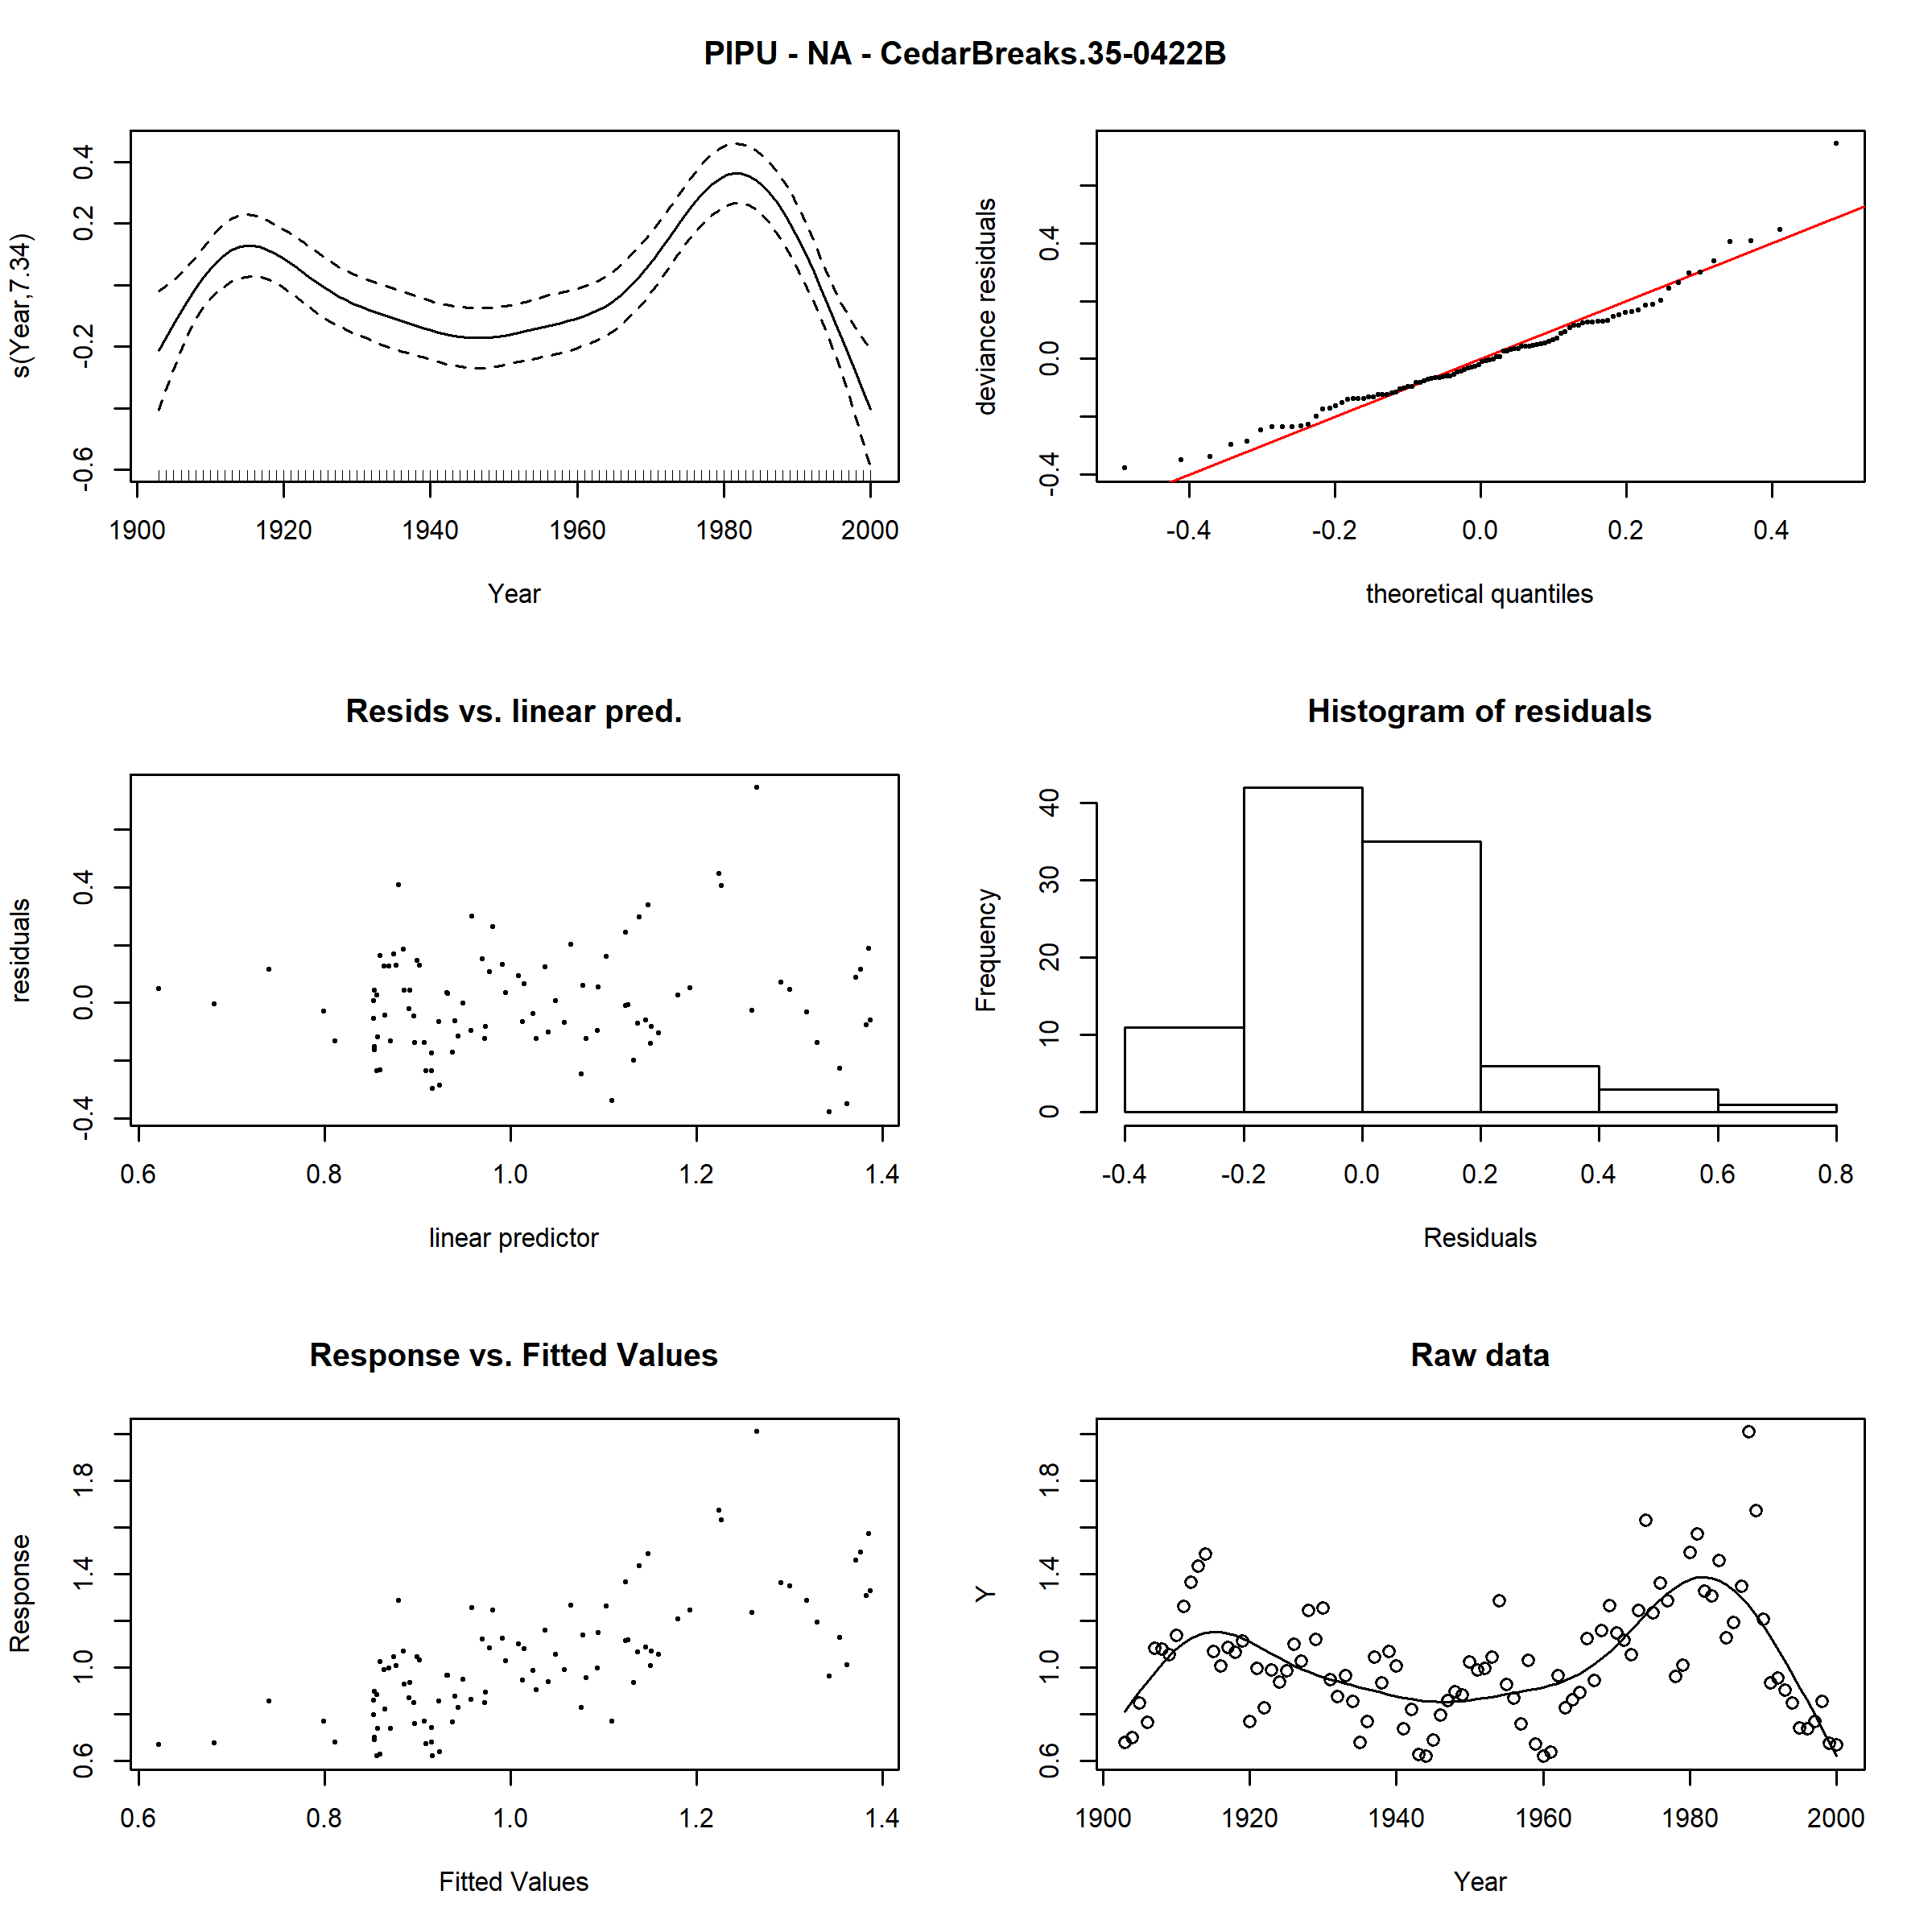 PIPU - NA - CedarBreaks.35-0422B
s(Year,7.34)
-0.6 -0.2 0.2 0.4
1900 1920 1940 1960 1980 2000
Year
deviance residuals
-0.4 0.0 0.4
-0.4 -0.2 0.0 0.2 0.4
theoretical quantiles
Resids vs. linear pred.
residuals
-0.4 0.0 0.4
0.6 0.8 1.0 1.2 1.4
linear predictor
Histogram of residuals
Frequency
0 10 20 30 40
-0.4 -0.2 0.0 0.2 0.4 0.6 0.8
Residuals
Response vs. Fitted Values
Response
0.6 1.0 1.4 1.8
0.6 0.8 1.0 1.2 1.4
Fitted Values
Raw data
Y
0.6 1.0 1.4 1.8
1900 1920 1940 1960 1980 2000
Year